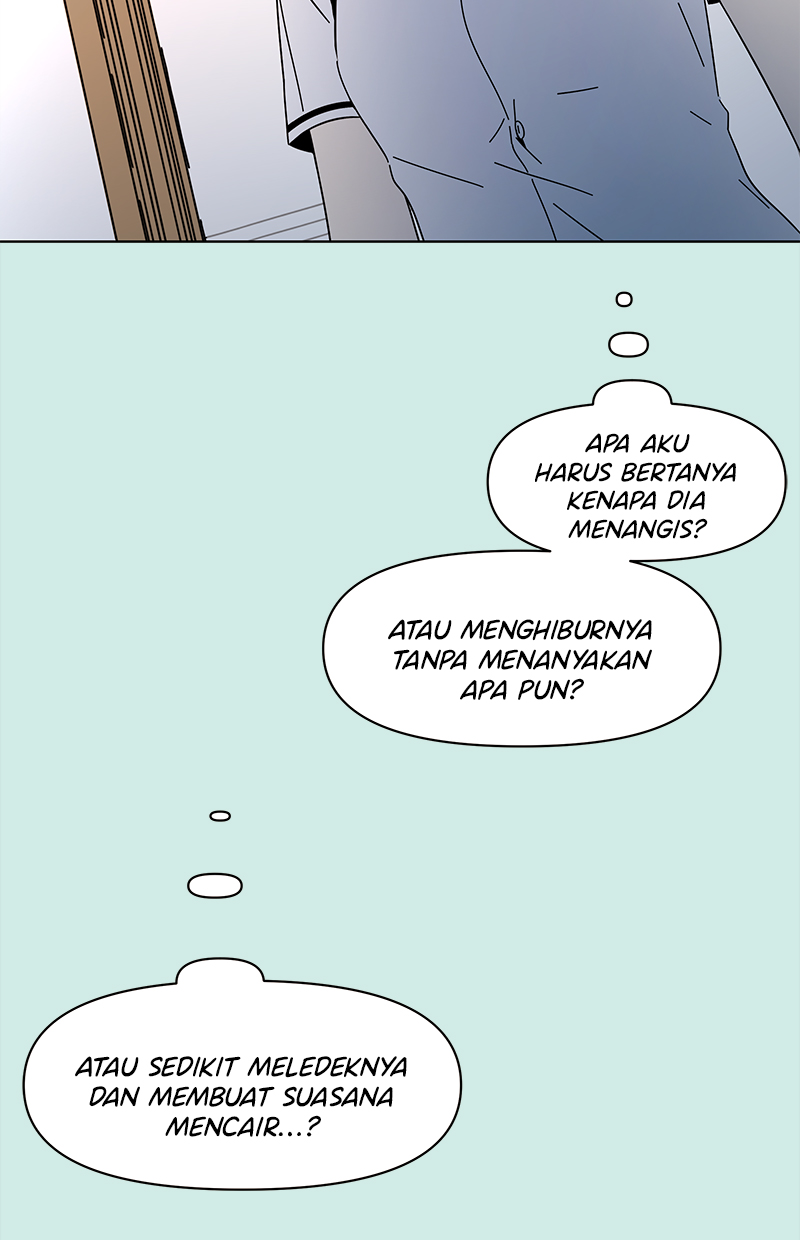 APA AKU
HARUS BERTANYA
KENAPA DIA
MENANGIS?
ATAU MENGHIBURNYA
TANPA MENANYAKAN
APA PUN?
ATAU SEDIKIT MELEDEKNYA
DAN MEMBUAT SUASANA
MENCAIR...?